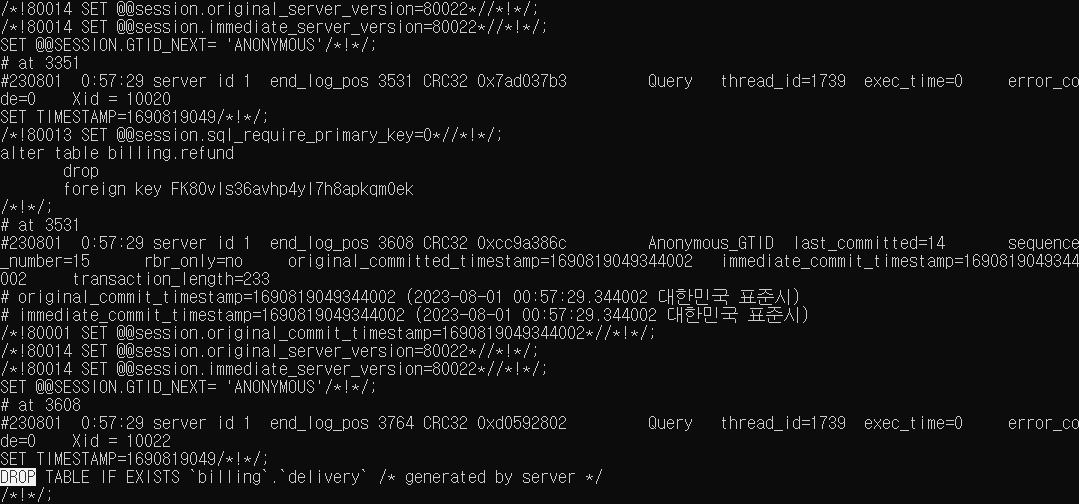 /*!80014 SET @@session.original_server_version=80022*//*!*/;
/*!80014 SET @@session.immediate_server_version=80022*//*!*/;
SET @@SESSION.GTID_NEXT= 'ANONYMOUS'/*!*/;
# at 3351
#230801  0:57:29 server id 1  end_log_pos 3531 CRC32 0x7ad037b3         Query   thread_id=1739  exec_time=0     error_co
de=0    Xid = 10020
SET TIMESTAMP=1690819049/*!*/;
/*!80013 SET @@session.sql_require_primary_key=0*//*!*/;
alter table billing.refund
       drop
       foreign key FK80vls36avhp4yl7h8apkqm0ek
/*!*/;
# at 3531
#230801  0:57:29 server id 1  end_log_pos 3608 CRC32 0xcc9a386c         Anonymous_GTID  last_committed=14       sequence
_number=15      rbr_only=no     original_committed_timestamp=1690819049344002   immediate_commit_timestamp=1690819049344
002     transaction_length=233
# original_commit_timestamp=1690819049344002 (2023-08-01 00:57:29.344002 대한민국 표준시)
# immediate_commit_timestamp=1690819049344002 (2023-08-01 00:57:29.344002 대한민국 표준시)
/*!80001 SET @@session.original_commit_timestamp=1690819049344002*//*!*/;
/*!80014 SET @@session.original_server_version=80022*//*!*/;
/*!80014 SET @@session.immediate_server_version=80022*//*!*/;
SET @@SESSION.GTID_NEXT= 'ANONYMOUS'/*!*/;
# at 3608
#230801  0:57:29 server id 1  end_log_pos 3764 CRC32 0xd0592802         Query   thread_id=1739  exec_time=0     error_co
de=0    Xid = 10022
SET TIMESTAMP=1690819049/*!*/;
DROP TABLE IF EXISTS `billing`.`delivery` /* generated by server */
/*!*/;